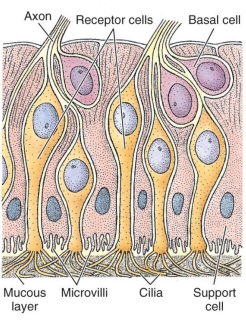 Axon
Receptor cells
Basal cell
Mucous
layer
Microvilli
Cilia
Support
cell